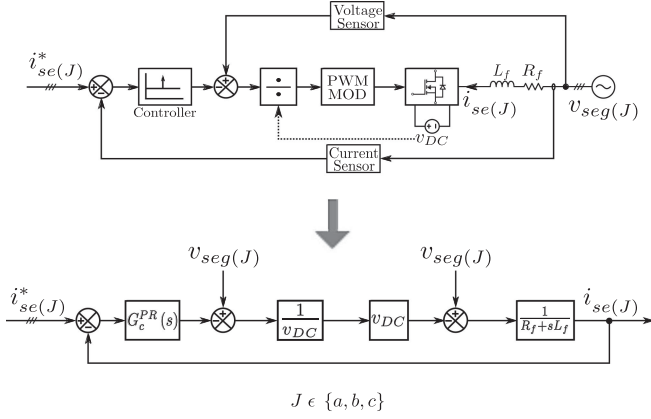 Voltage
Sensor
i*se(J)
+
−
Controller
−
+
÷
PWM
MOD
+ −
vDC
ise(J)
Lf Rf
vseg(J)
Current
Sensor
vseg(J) vseg(J)
i*se(J)
+
−
GcPR(s)
−
+
1
vDC
vDC
−
+
1
Rf+sLf
ise(J)
J ϵ {a, b, c}